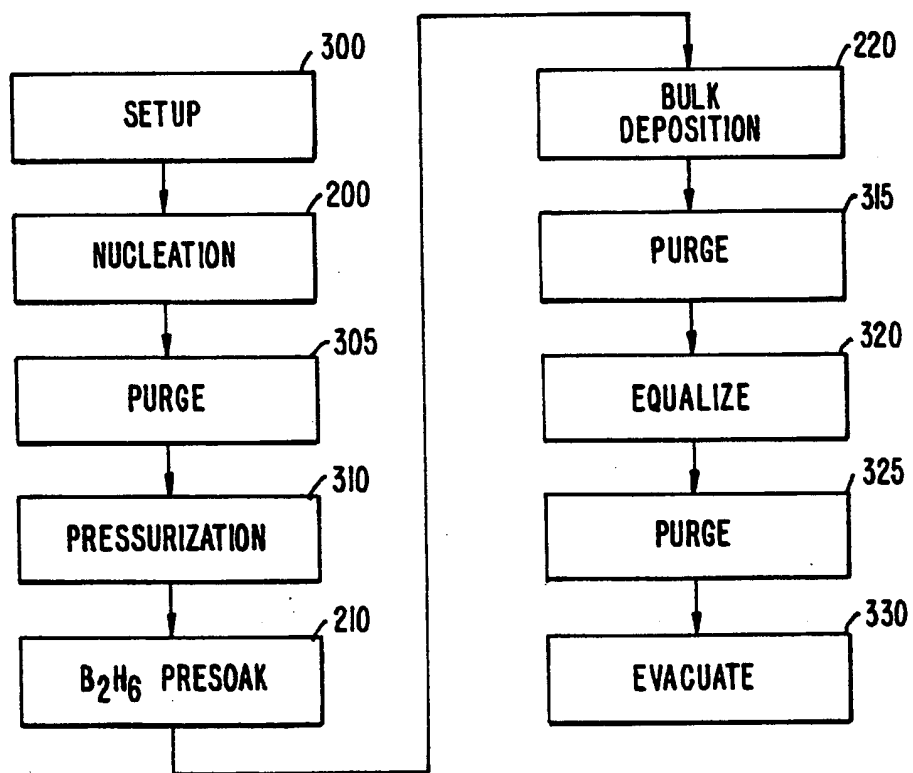 300
SETUP
200
NUCLEATION
305
PURGE
310
PRESSURIZATION
210
B₂H₆ PRESOAK
220
BULK
DEPOSITION
315
PURGE
320
EQUALIZE
325
PURGE
330
EVACUATE